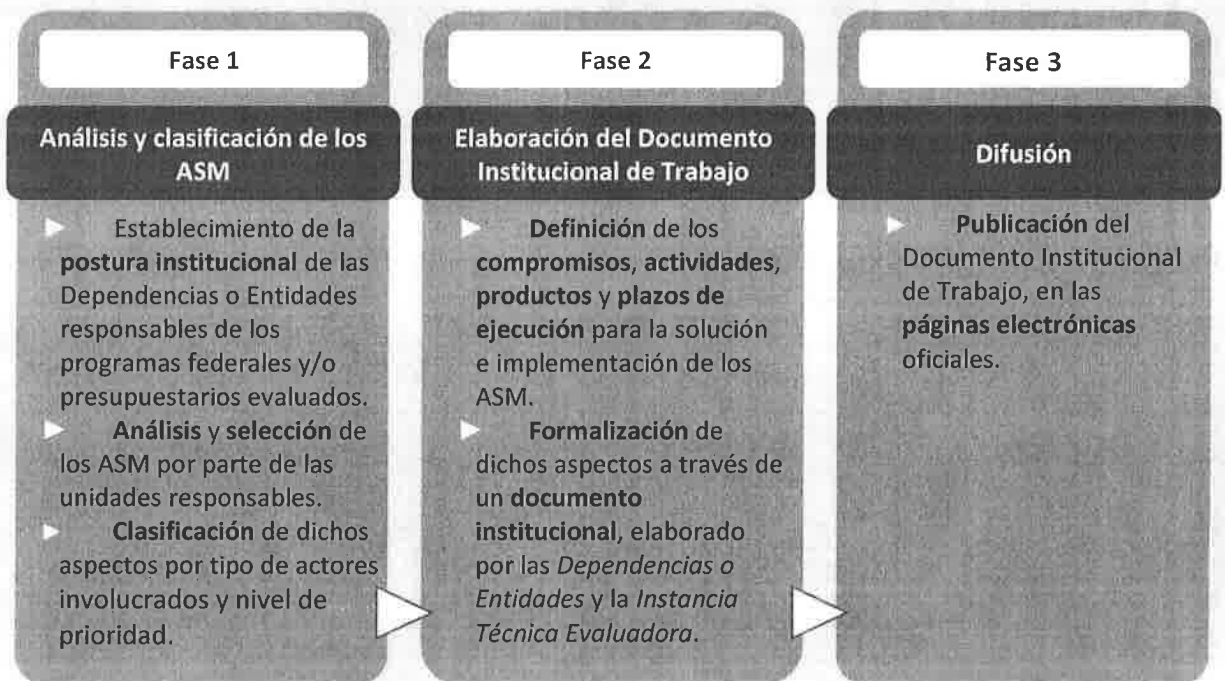 Fase 1
Análisis y clasificación de los
ASM
Establecimiento de la
postura institucional de las
Dependencias o Entidades
responsables de los
programas federales y/o
presupuestarios evaluados.
Análisis y selección de
los ASM por parte de las
unidades responsables.
Clasificación de dichos
aspectos por tipo de actores
involucrados y nivel de
prioridad.
Fase 2
Elaboración del Documento
Institucional de Trabajo
Definición de los
compromisos, actividades,
productos y plazos de
ejecución para la solución
e implementación de los
ASM.
Formalización de
dichos aspectos a través de
un documento
institucional, elaborado
por las Dependencias o
Entidades y la Instancia
Técnica Evaluadora.
Fase 3
Difusión
Publicación del
Documento Institucional
de Trabajo, en las
páginas electrónicas
oficiales.